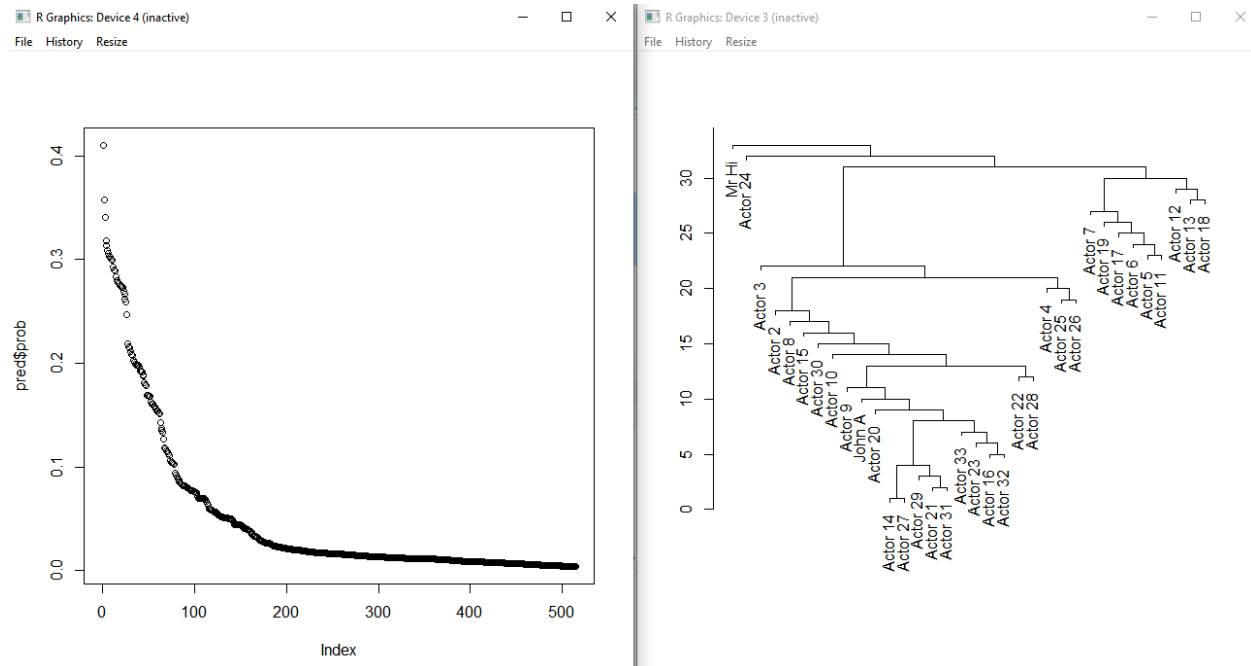 R Graphics: Device 4 (inactive)
File History Resize
pred$prob
0.4
0.3
0.2
0.1
0.0
0 100 200 300 400 500
Index
R Graphics: Device 3 (inactive)
File History Resize
30
25
20
15
10
5
0
Mr Hi
Actor 24
Actor 3
Actor 2
Actor 8
Actor 15
Actor 30
Actor 10
Actor 9
John A
Actor 20
Actor 14
Actor 27
Actor 29
Actor 21
Actor 31
Actor 33
Actor 23
Actor 16
Actor 32
Actor 22
Actor 28
Actor 4
Actor 25
Actor 26
Actor 7
Actor 19
Actor 17
Actor 6
Actor 5
Actor 11
Actor 12
Actor 13
Actor 18